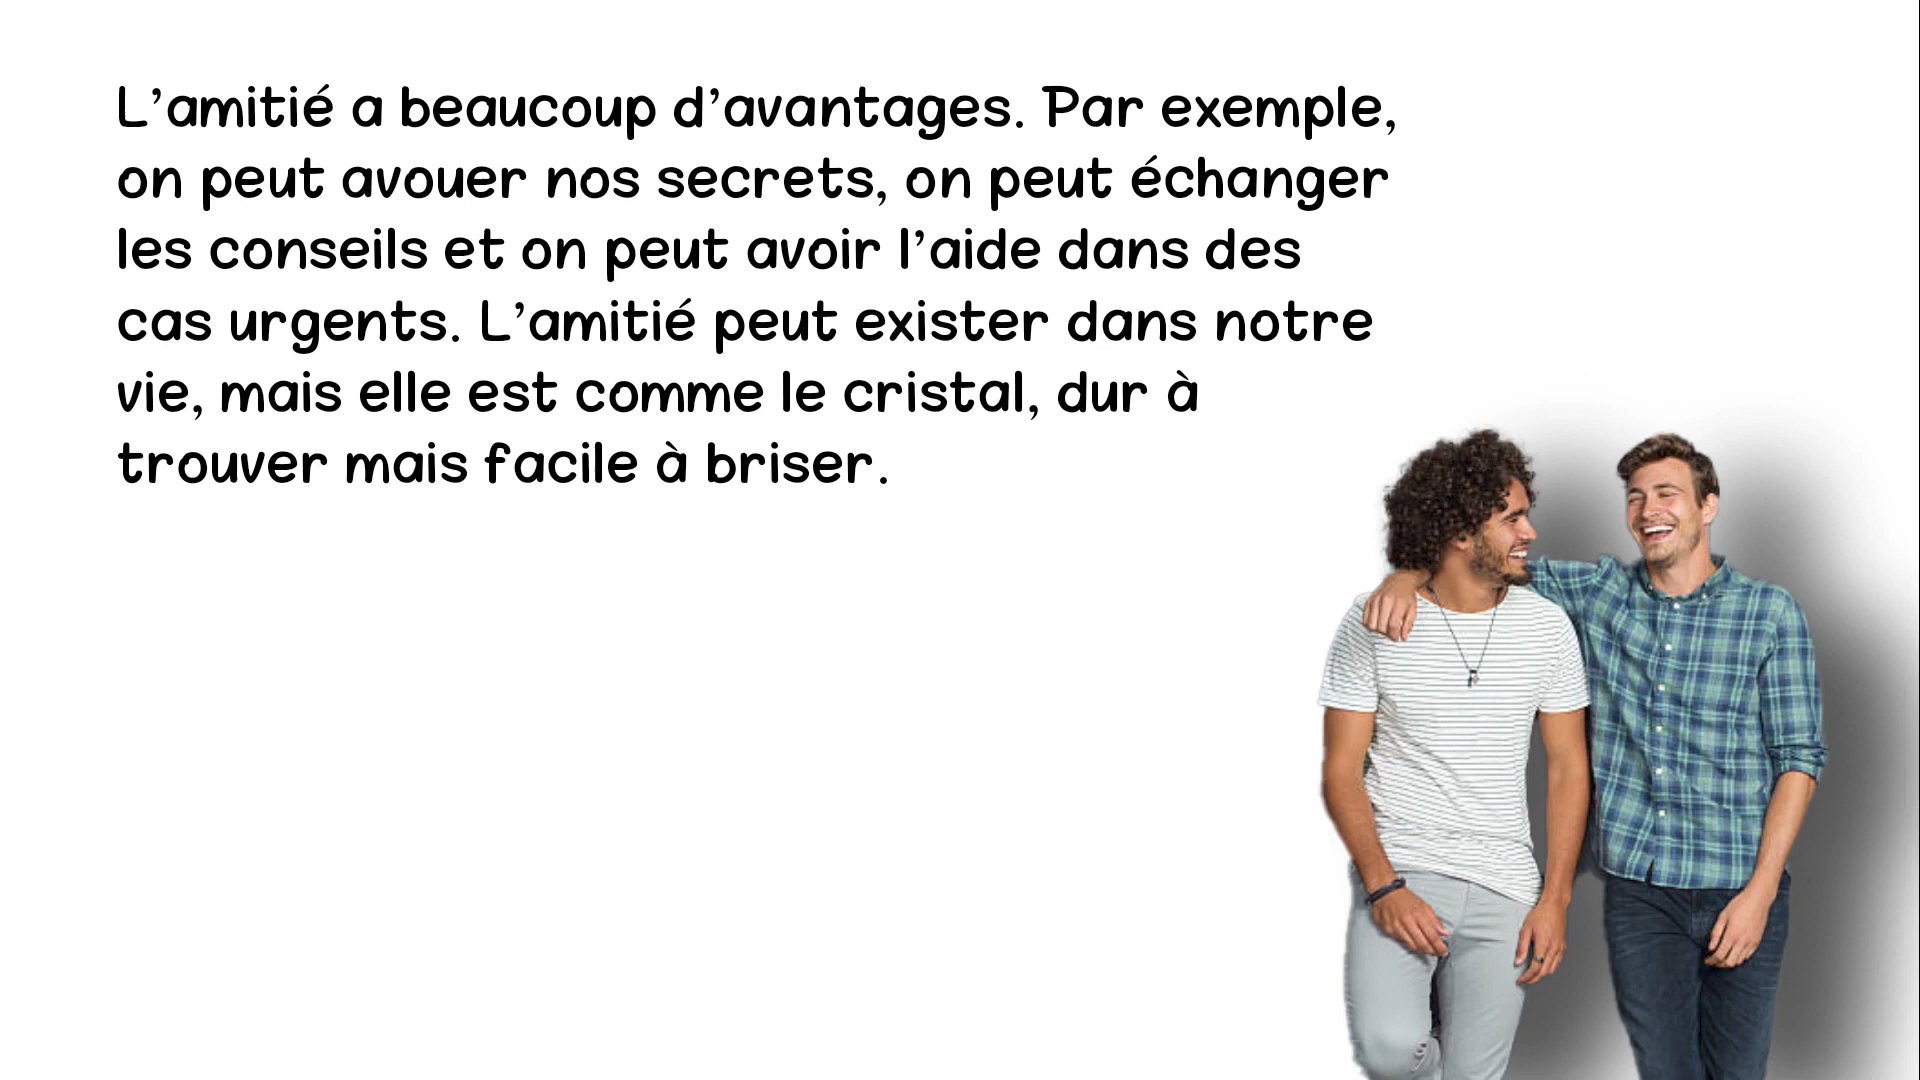 L’amitié a beaucoup d’avantages. Par exemple,
on peut avouer nos secrets, on peut échanger
les conseils et on peut avoir l’aide dans des
cas urgents. L’amitié peut exister dans notre
vie, mais elle est comme le cristal, dur à
trouver mais facile à briser.